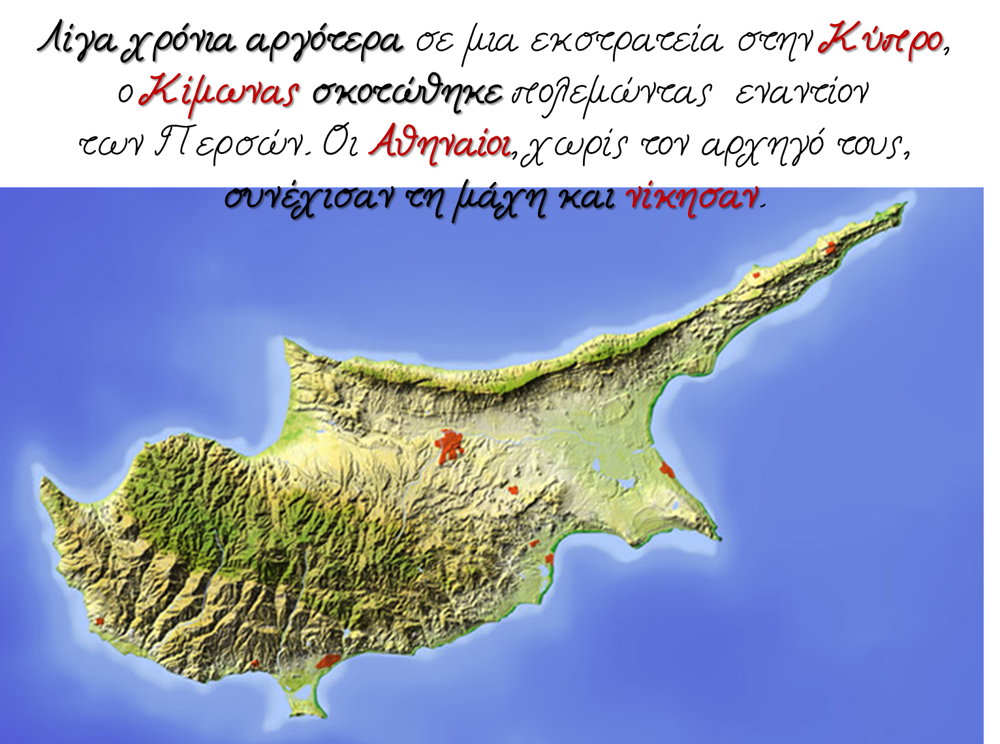 Λίγα χρόνια αργότερα σε μια εκστρατεία στην Κύπρο,
ο Κίμωνας σκοτώθηκε πολεμώντας εναντίον
των Περσών. Οι Αθηναίοι, χωρίς τον αρχηγό τους,
συνέχισαν τη μάχη και νίκησαν.